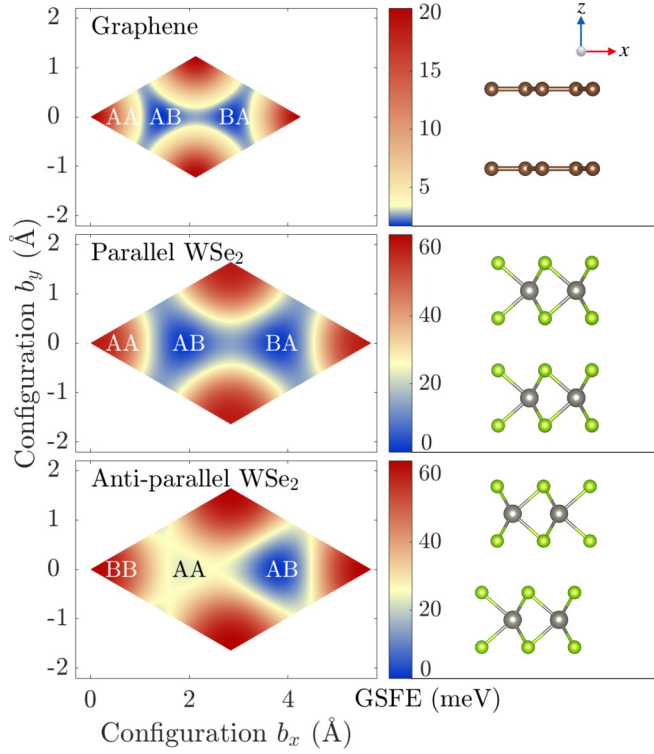 Graphene
AA AB BA
2
1
0
-1
-2
20
15
10
5
z
x
Parallel WSe₂
AA AB BA
2
1
0
-1
-2
60
40
20
0
Anti-parallel WSe₂
BB AA AB
2
1
0
-1
-2
60
40
20
0
0 2 4
Configuration b_y (Å)
Configuration b_x (Å)
GSFE (meV)